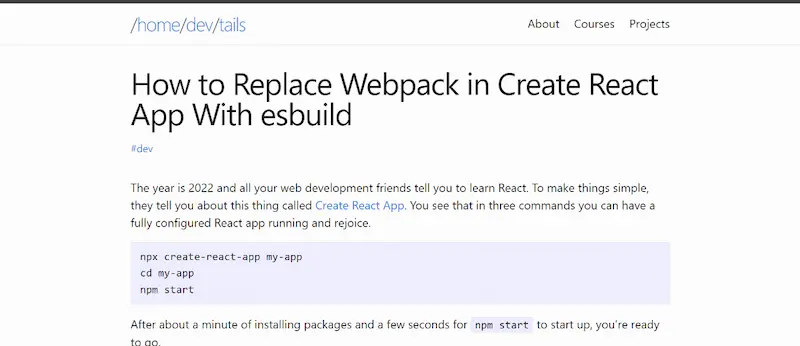 /home/dev/tails
About Courses Projects
How to Replace Webpack in Create React
App With esbuild
#dev
The year is 2022 and all your web development friends tell you to learn React. To make things simple,
they tell you about this thing called Create React App. You see that in three commands you can have a
fully configured React app running and rejoice.
npx create-react-app my-app
cd my-app
npm start
After about a minute of installing packages and a few seconds for npm start to start up, you're ready
to go.